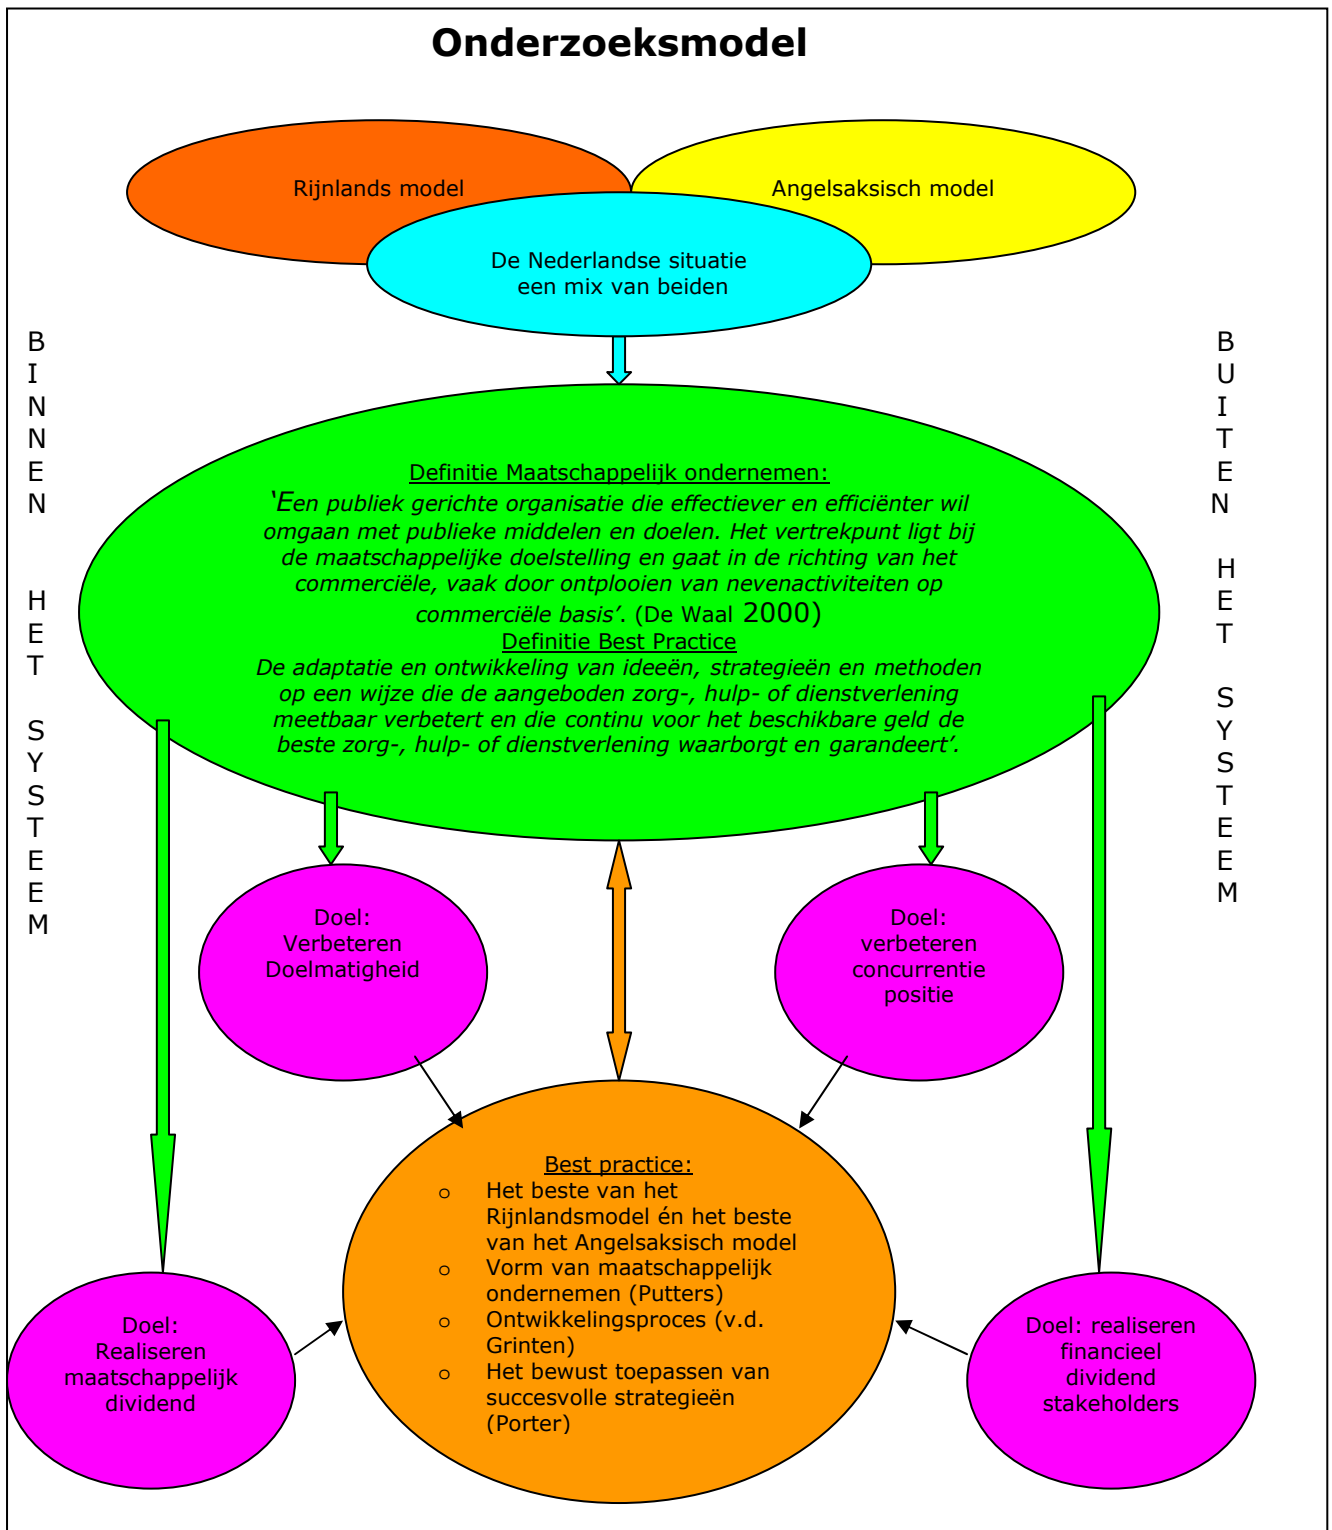 Onderzoeksmodel
Rijnlands model
Angelsaksisch model
De Nederlandse situatie
een mix van beiden
BINNEN HET SYSTEEM
BUITEN HET SYSTEEM
Definitie Maatschappelijk ondernemen:
‘Een publiek gerichte organisatie die effectiever en efficiënter wil
omgaan met publieke middelen en doelen. Het vertrekpunt ligt bij
de maatschappelijke doelstelling en gaat in de richting van het
commerciële, vaak door ontplooien van nevenactiviteiten op
commerciële basis’. (De Waal 2000)
Definitie Best Practice
De adaptatie en ontwikkeling van ideeën, strategieën en methoden
op een wijze die de aangeboden zorg-, hulp- of dienstverlening
meetbaar verbetert en die continu voor het beschikbare geld de
beste zorg-, hulp- of dienstverlening waarborgt en garandeert’.
Doel:
Verbeteren
Doelmatigheid
Doel:
verbeteren
concurrentie
positie
Best practice:
o Het beste van het
Rijnlandsmodel én het beste
van het Angelsaksisch model
o Vorm van maatschappelijk
ondernemen (Putters)
o Ontwikkelingsproces (v.d.
Grinten)
o Het bewust toepassen van
succesvolle strategieën
(Porter)
Doel:
Realiseren
maatschappelijk
dividend
Doel: realiseren
financieel
dividend
stakeholders